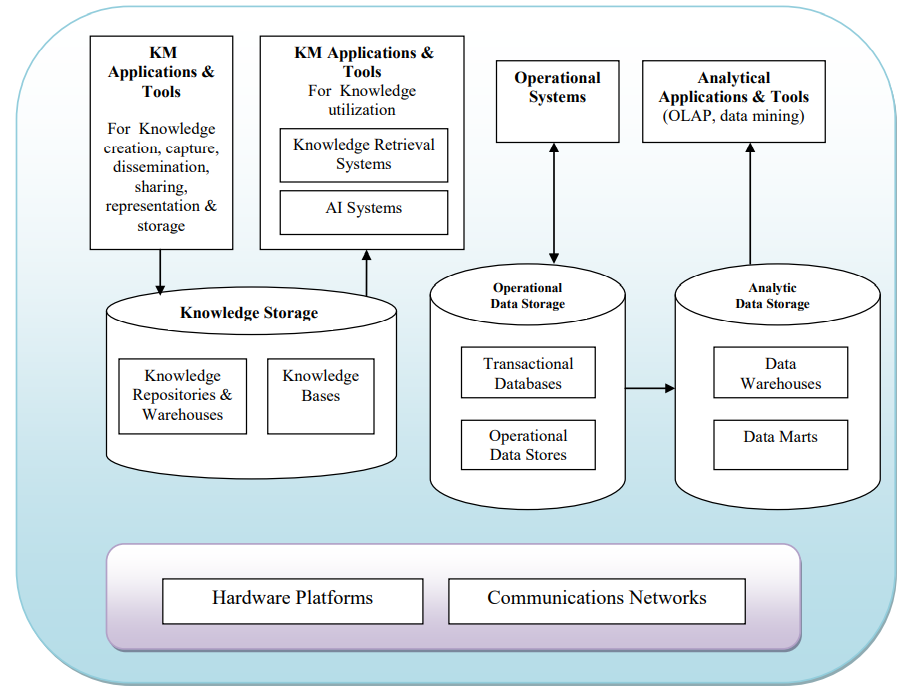 KM
Applications &
Tools
For Knowledge
creation, capture,
dissemination,
sharing,
representation &
storage
KM Applications &
Tools
For Knowledge
utilization
Knowledge Retrieval
Systems
AI Systems
Operational
Systems
Analytical
Applications & Tools
(OLAP, data mining)
Knowledge Storage
Knowledge
Repositories &
Warehouses
Knowledge
Bases
Operational
Data Storage
Transactional
Databases
Operational
Data Stores
Analytic
Data Storage
Data
Warehouses
Data Marts
Hardware Platforms
Communications Networks